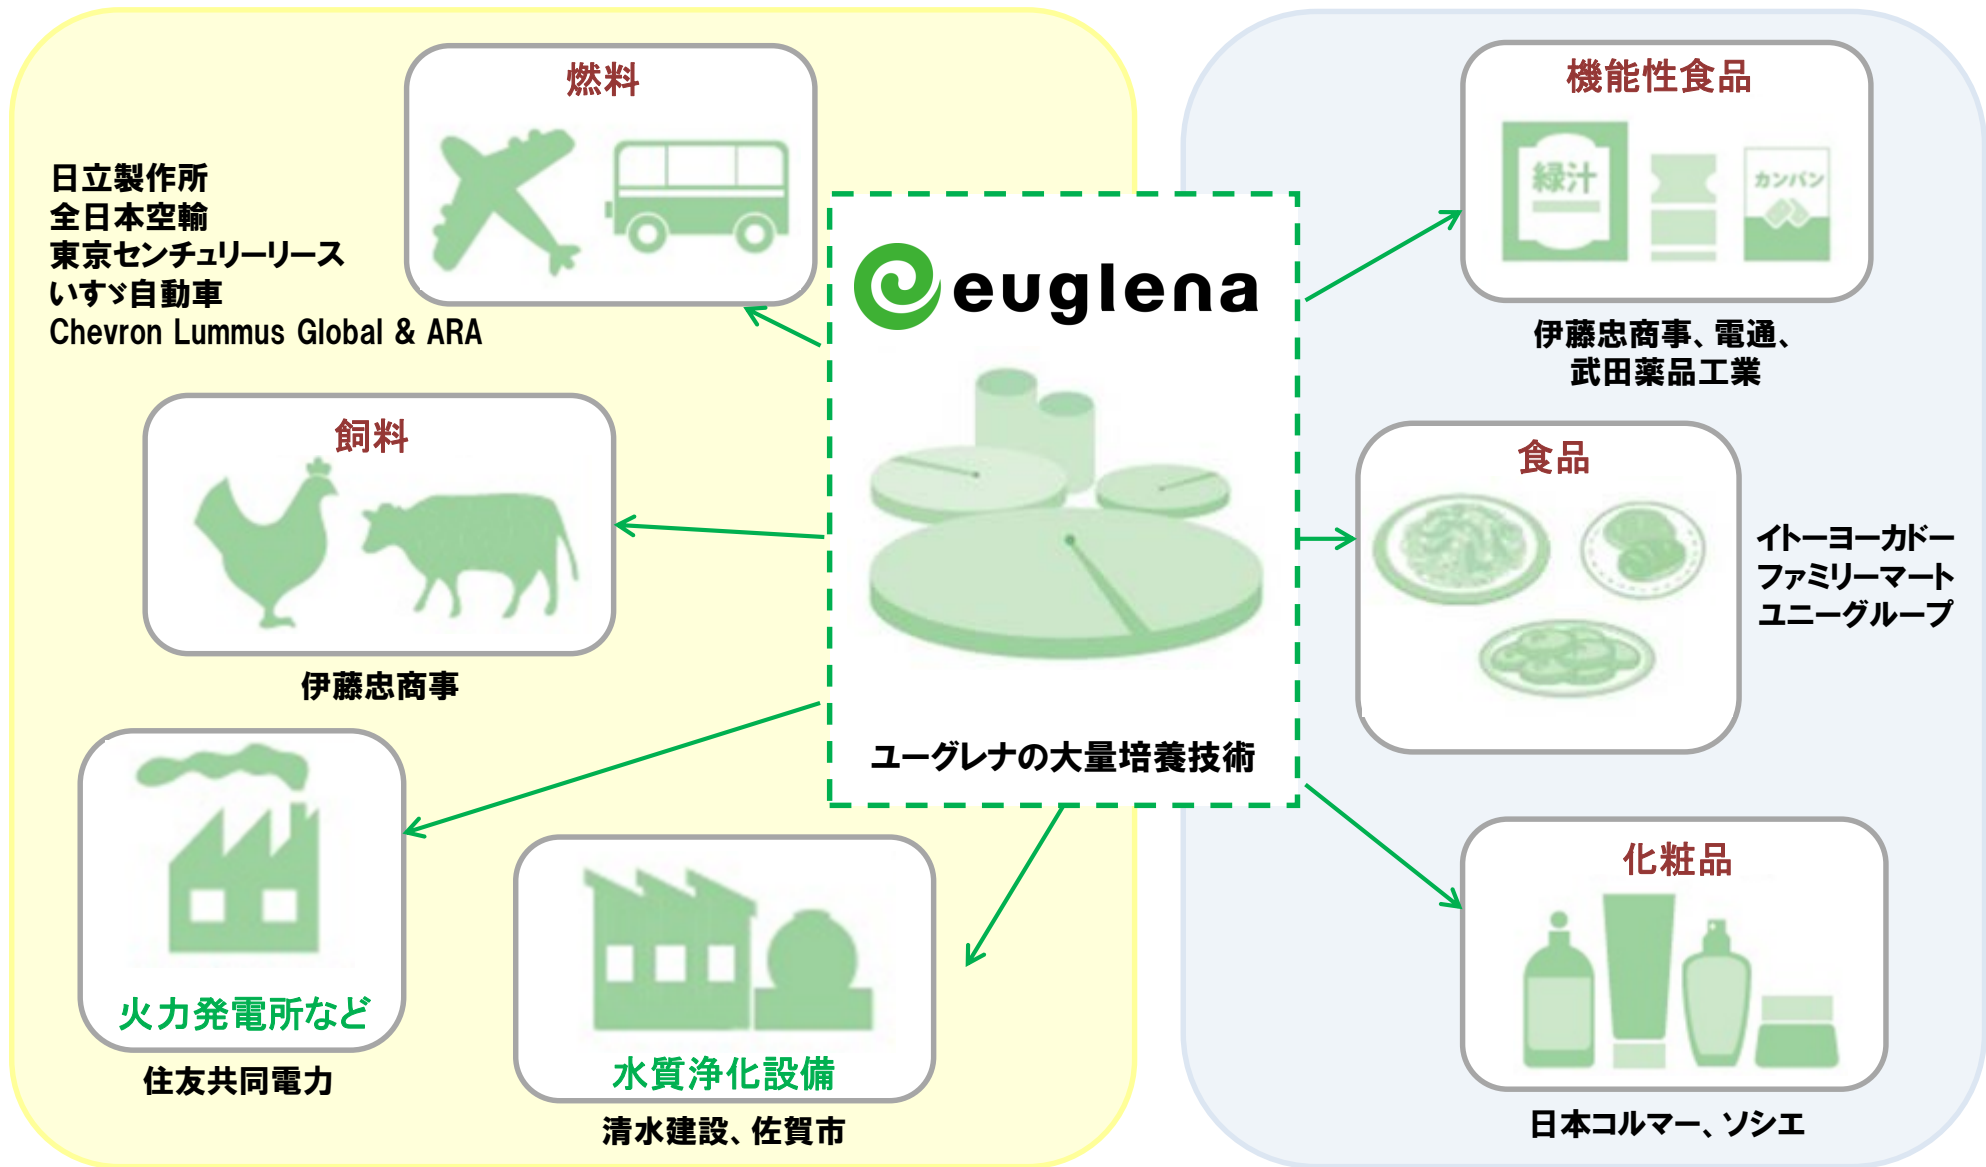 燃料
日立製作所
全日本空輸
東京センチュリーリース
いすゞ自動車
Chevron Lummus Global & ARA
飼料
伊藤忠商事
火力発電所など
住友共同電力
水質浄化設備
清水建設、佐賀市
euglena
ユーグレナの大量培養技術
機能性食品
緑汁
カンパン
伊藤忠商事、電通、
武田薬品工業
食品
イトーヨーカドー
ファミリーマート
ユニーグループ
化粧品
日本コルマー、ソシエ